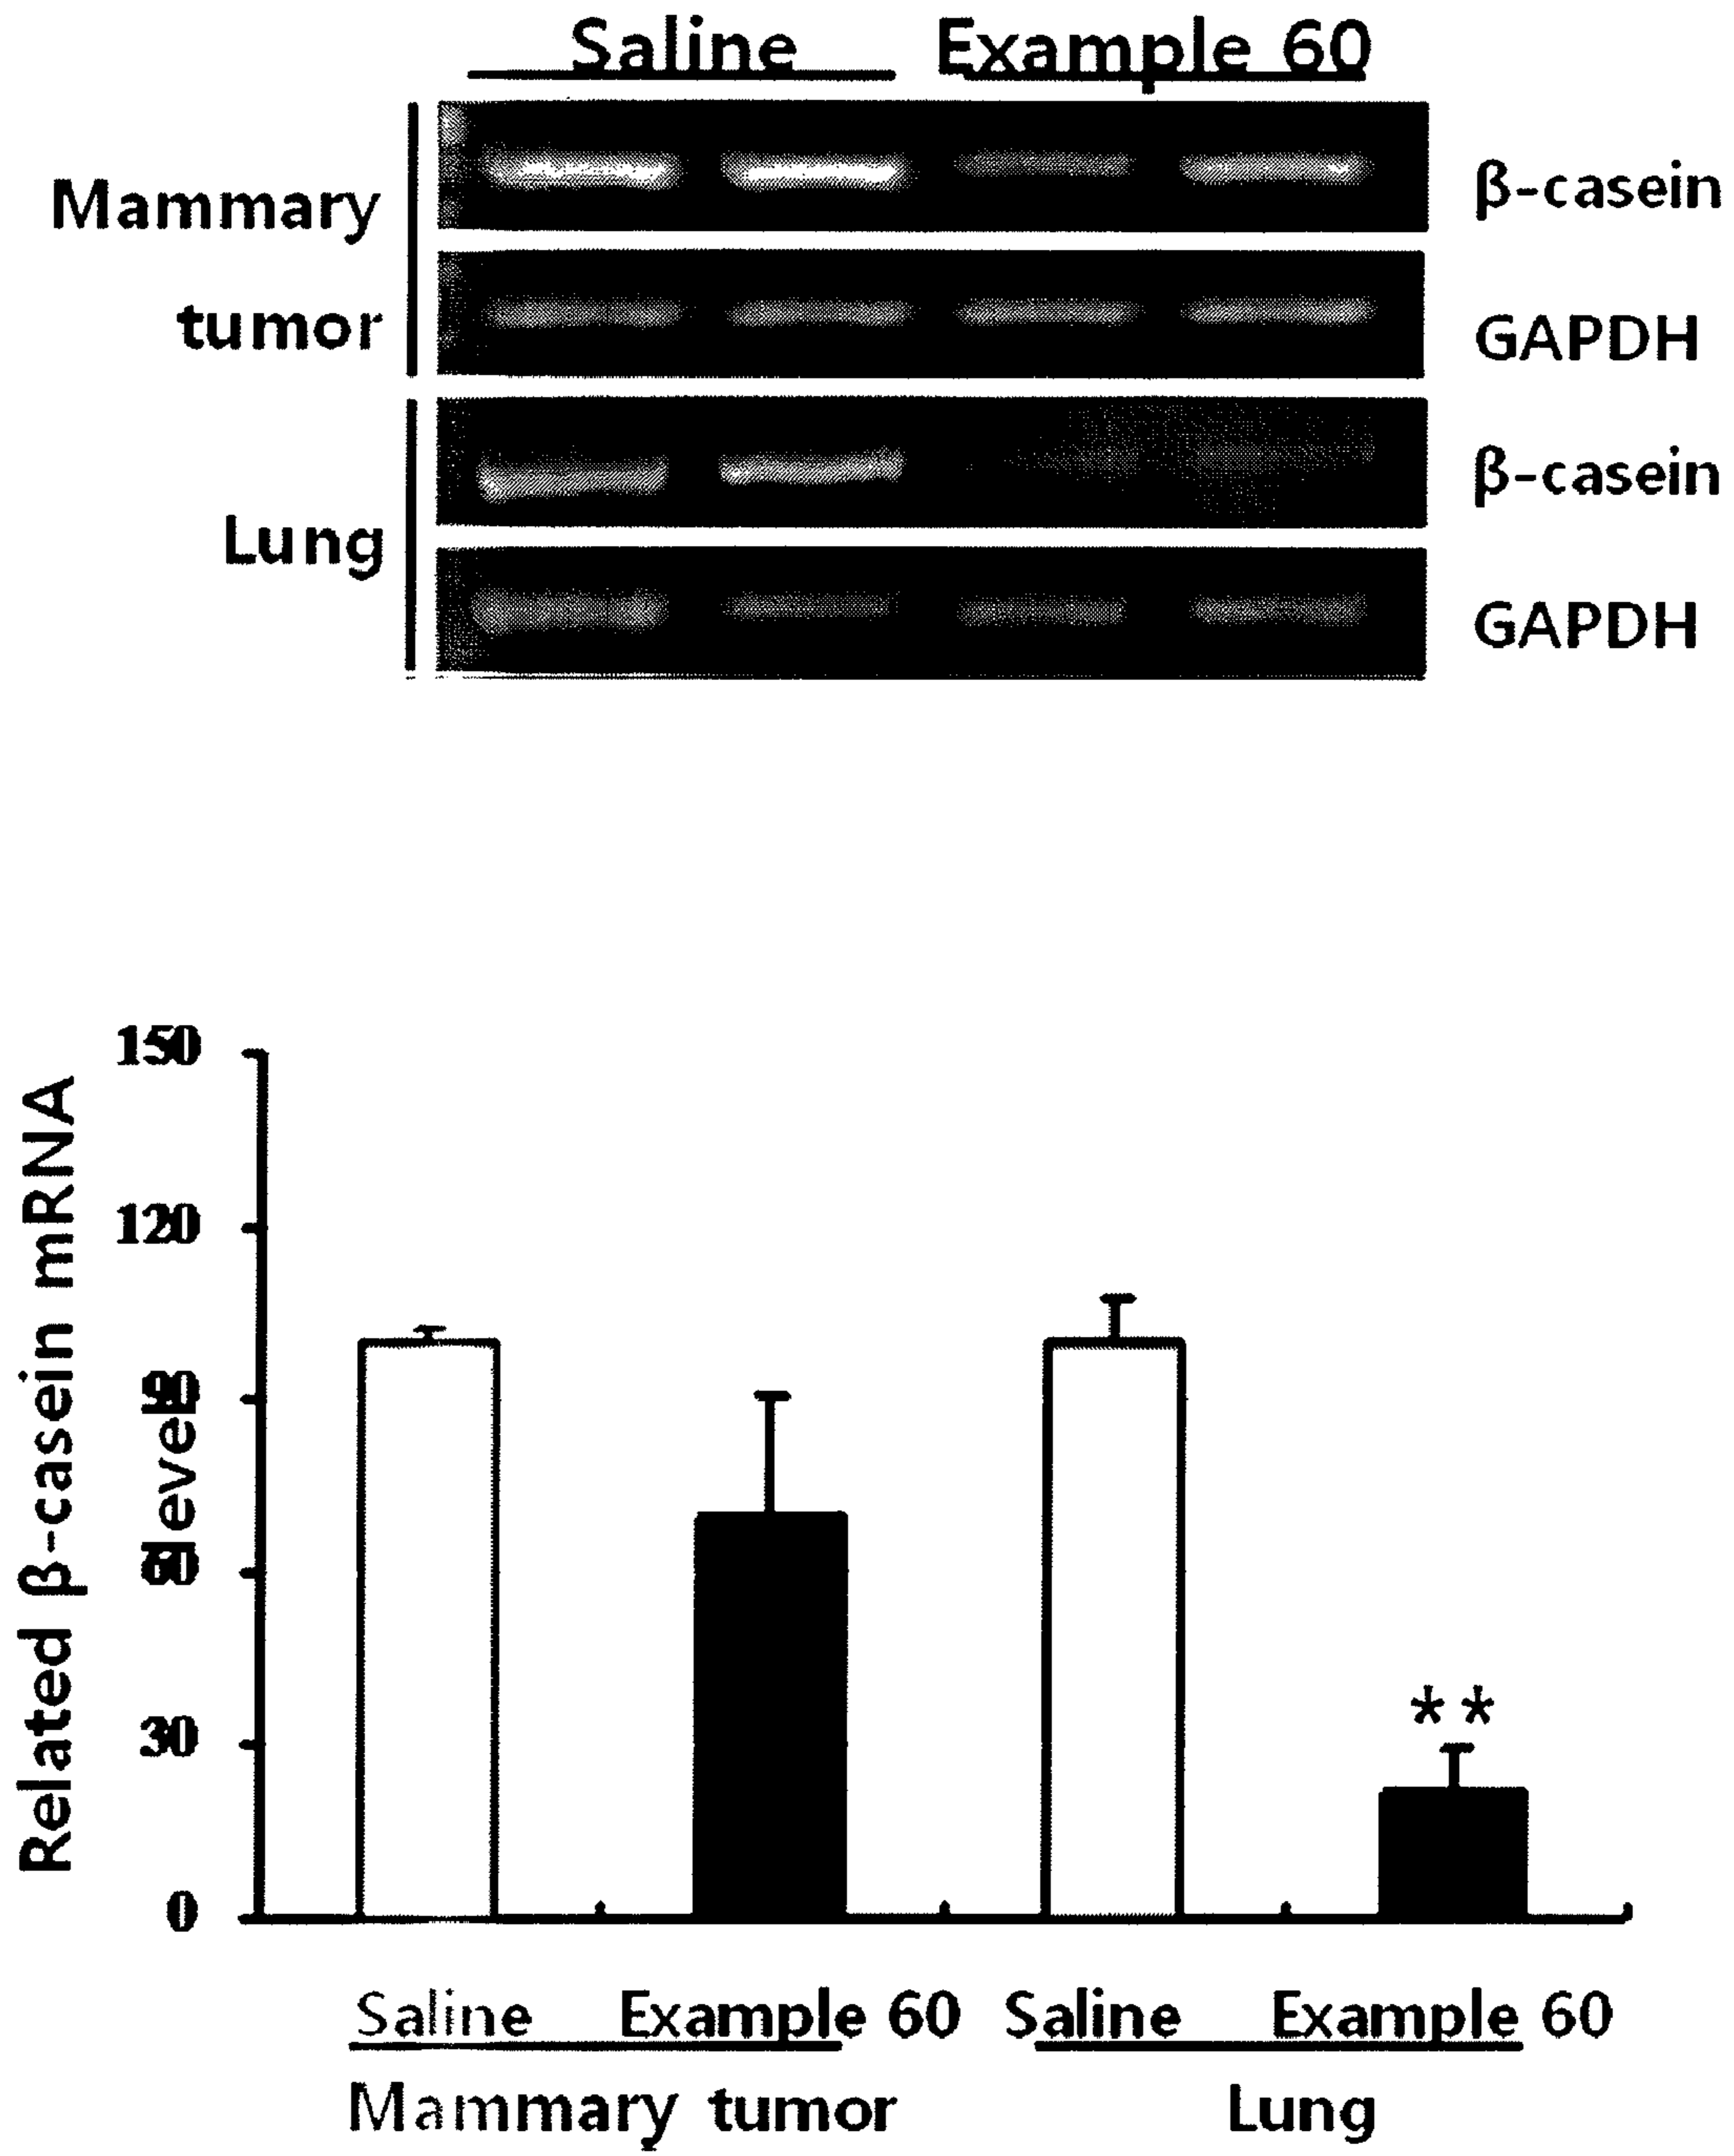 Saline Example 60
Mammary
tumor
β-casein
GAPDH
Lung
β-casein
GAPDH
Related β-casein mRNA
level
150
120
90
60
30
0
**
Saline Example 60 Saline Example 60
Mammary tumor Lung